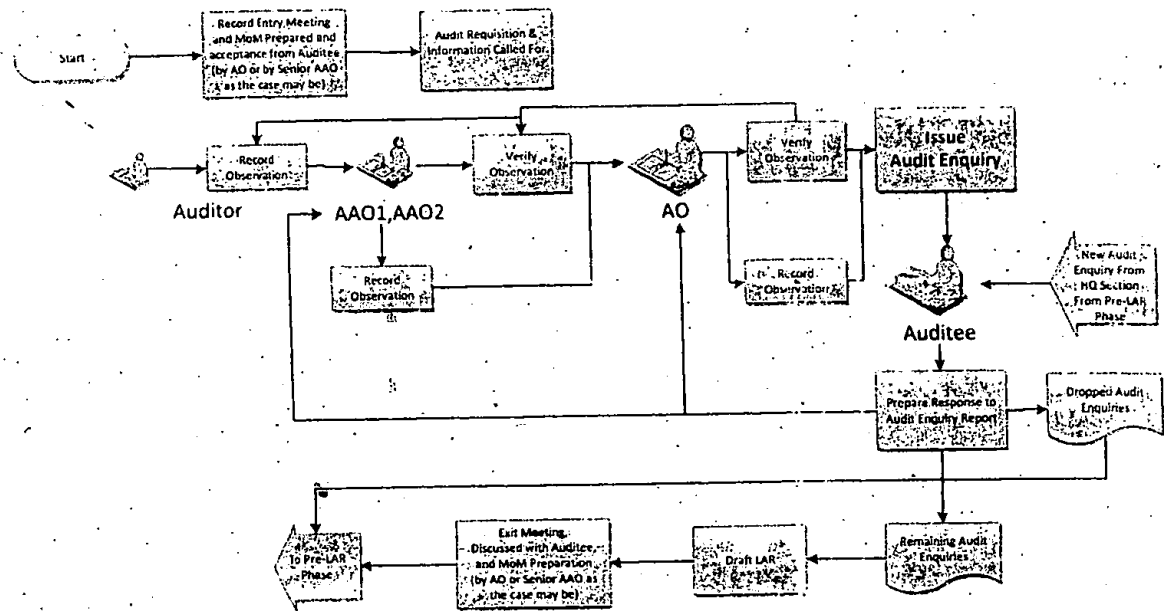 Start
Record Entry, Meeting
and MoM Prepared and
acceptance from Auditee
(by AO or by Senior AAO
as the case may be)
Audit Requisition &
Information Called For
Record
Observation
Auditor
AAO1,AAO2
Verify
Observation
Record
Observation
AO
Verify
Observation
Record
Observation
Issue
Audit Enquiry
Auditee
New Audit
Enquiry From
HQ Section
From Pre-LAR
Phase
Prepare Response to
Audit Enquiry Report
Dropped Audit
Enquiries
Remaining Audit
Enquiries
Draft LAR
Exit Meeting,
Discussed with Auditee,
and MoM Preparation
(by AO or Senior AAO as
the case may be)
To Pre-LAR
Phase